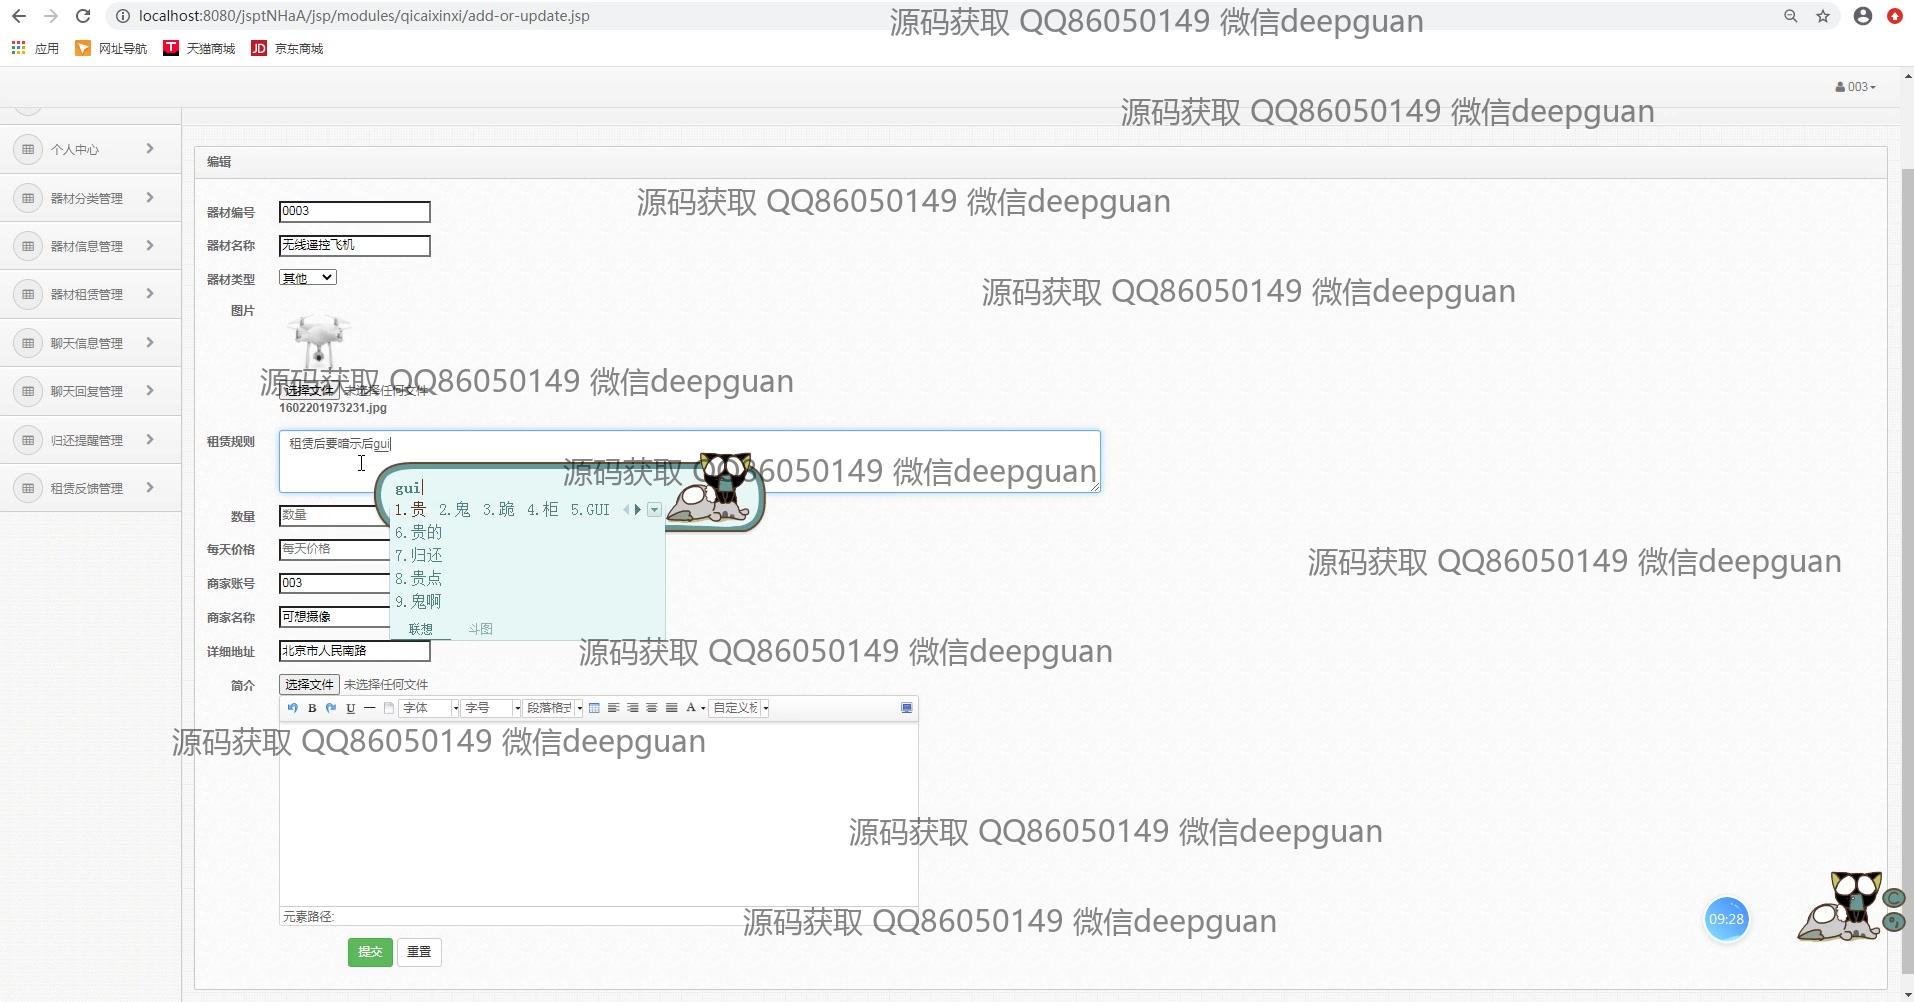 localhost:8080/jsptNHaA/jsp/modules/qicaixinxi/add-or-update.jsp
源码获取 QQ86050149 微信deepguan
应用 网址导航 T 天猫商城 JD 京东商城
003
源码获取 QQ86050149 微信deepguan
个人中心
编辑
器材分类管理
器材编号 0003
源码获取 QQ86050149 微信deepguan
器材信息管理
器材名称 无线遥控飞机
器材类型 其他
源码获取 QQ86050149 微信deepguan
器材租赁管理
图片
聊天信息管理
源码获取 QQ86050149 微信deepguan
聊天回复管理
选择文件 未选择任何文件
1602201973231.jpg
归还提醒管理
租赁规则 租赁后要暗示后gui
源码获取 QQ86050149 微信deepguan
租赁反馈管理
gui
1.贵 2.鬼 3.跪 4.柜 5.GUI
6.贵的
7.归还
8.贵点
9.鬼啊
联想 斗图
数量 数量
每天价格 每天价格
源码获取 QQ86050149 微信deepguan
商家账号 003
商家名称 可想摄像
详细地址 北京市人民南路
源码获取 QQ86050149 微信deepguan
简介 选择文件 未选择任何文件
B U 字体 字号 段落格式 A 自定义标
源码获取 QQ86050149 微信deepguan
源码获取 QQ86050149 微信deepguan
元素路径:
源码获取 QQ86050149 微信deepguan
09:28
提交 重置